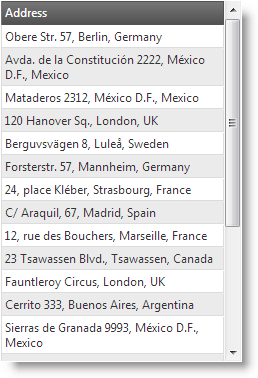 Address
Obere Str. 57, Berlin, Germany
Avda. de la Constitución 2222, México
D.F., Mexico
Mataderos 2312, México D.F., Mexico
120 Hanover Sq., London, UK
Berguvsvägen 8, Luleå, Sweden
Forsterstr. 57, Mannheim, Germany
24, place Kléber, Strasbourg, France
C/ Araquil, 67, Madrid, Spain
12, rue des Bouchers, Marseille, France
23 Tsawassen Blvd., Tsawassen, Canada
Fauntleroy Circus, London, UK
Cerrito 333, Buenos Aires, Argentina
Sierras de Granada 9993, México D.F.,
Mexico